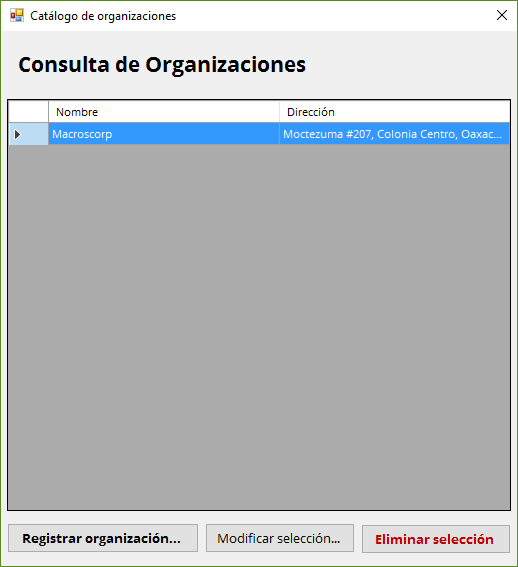 Catálogo de organizaciones
Consulta de Organizaciones
Nombre Dirección
Macroscorp Moctezuma #207, Colonia Centro, Oaxac...
Registrar organización... Modificar selección... Eliminar selección